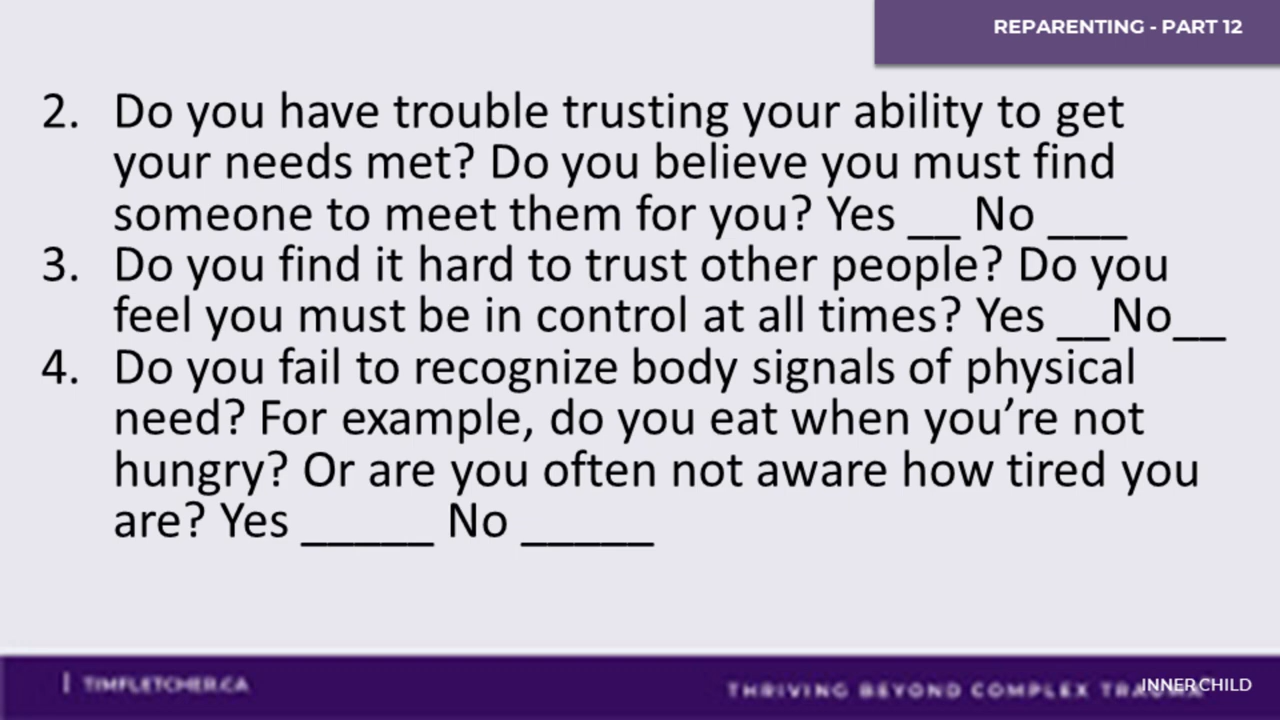 REPARENTING - PART 12
2. Do you have trouble trusting your ability to get
your needs met? Do you believe you must find
someone to meet them for you? Yes __ No ___
3. Do you find it hard to trust other people? Do you
feel you must be in control at all times? Yes __No__
4. Do you fail to recognize body signals of physical
need? For example, do you eat when you’re not
hungry? Or are you often not aware how tired you
are? Yes _____ No _____
| TIMFLETCHER.CA
THRIVING BEYOND COMPLEX
INNER CHILD